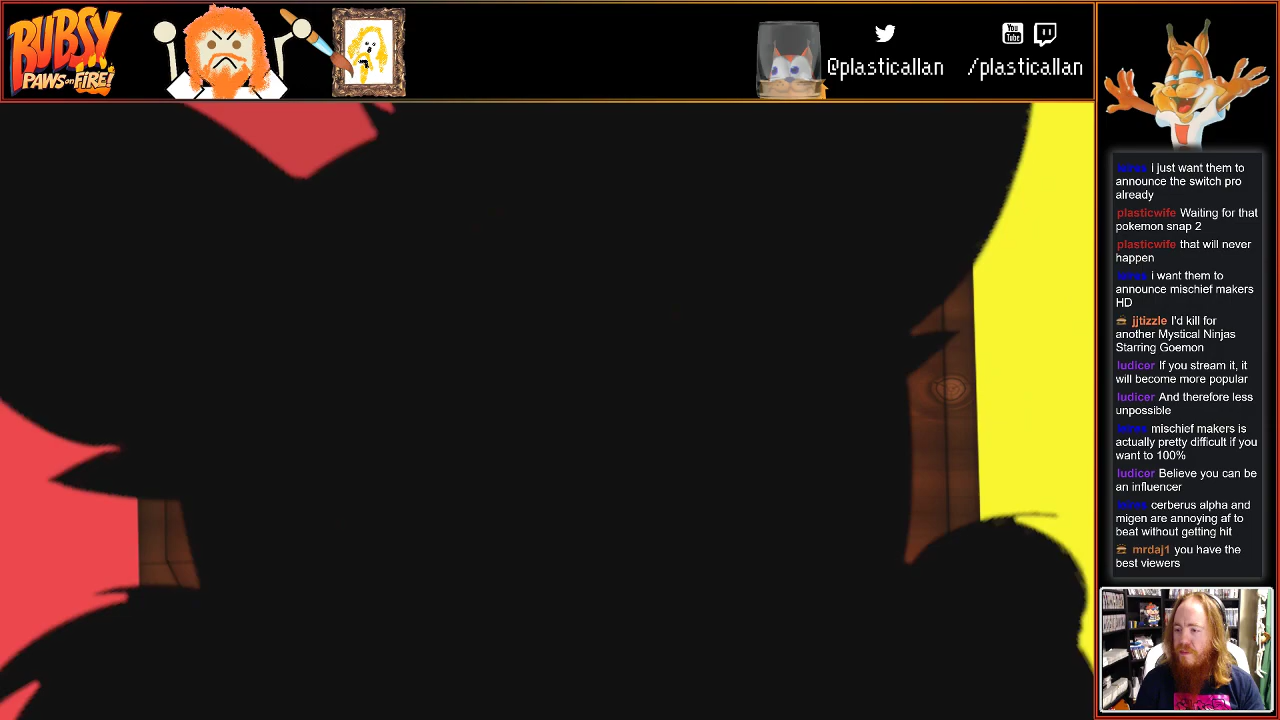 BUBSY
PAWS on FIRE!
@plasticallan
You
Tube
/plasticallan
i just want them to
announce the switch pro
already
plasticwife Waiting for that
pokemon snap 2
plasticwife that will never
happen
i want them to
announce mischief makers
HD
jjtizzle I'd kill for
another Mystical Ninjas
Starring Goemon
ludicer If you stream it, it
will become more popular
ludicer And therefore less
unpossible
mischief makers is
actually pretty difficult if you
want to 100%
ludicer Believe you can be
an influencer
cerberus alpha and
migen are annoying af to
beat without getting hit
mrdaj1 you have the
best viewers